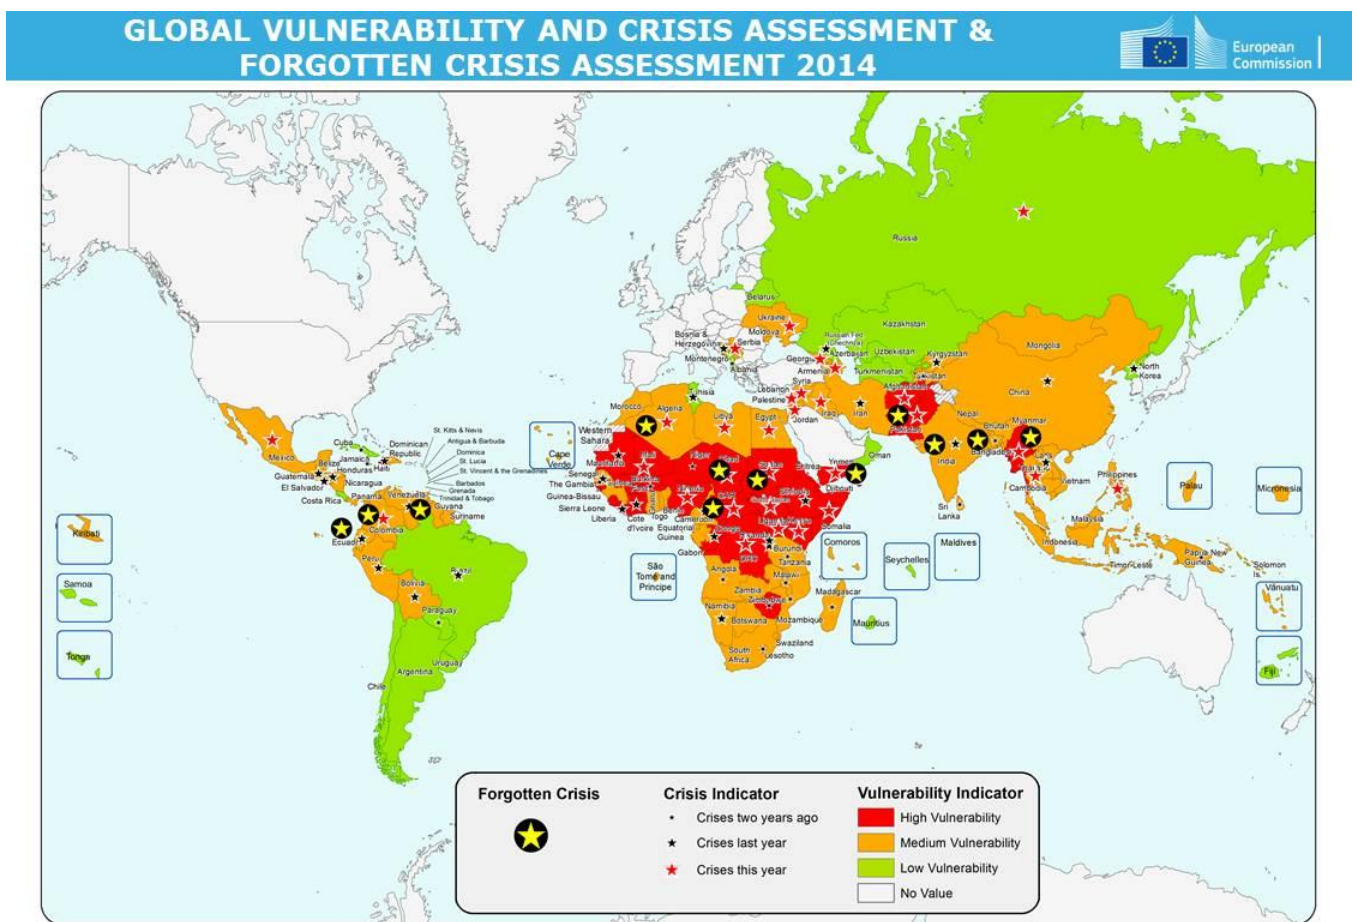 GLOBAL VULNERABILITY AND CRISIS ASSESSMENT &
FORGOTTEN CRISIS ASSESSMENT 2014
European
Commission
Russia
Belarus
Ukraine
Moldova
Bosnia &
Herzegovina
Serbia
Montenegro
Albania
Kazakhstan
Russian Fed
(Chechnya)
Georgia
Azerbaijan
Armenia
Uzbekistan
Turkmenistan
Kyrgyzstan
Mongolia
North
Korea
China
Lebanon
Syria
Palestine
Jordan
Iraq
Iran
Afghanistan
Pakistan
Nepal
Bhutan
Bangladesh
Myanmar
India
Sri
Lanka
Vietnam
Cambodia
Philippines
Malaysia
Indonesia
Timor-Leste
Papua New
Guinea
Solomon
Is.
Palau
Micronesia
Vanuatu
Fiji
Maldives
Seychelles
Mauritius
Comoros
Tunisia
Morocco
Algeria
Libya
Egypt
Western
Sahara
Cape
Verde
Mauritania
Mali
Niger
Chad
Sudan
Eritrea
Yemen
Oman
Djibouti
Ethiopia
Somalia
Senegal
The Gambia
Guinea-Bissau
Sierra Leone
Liberia
Cote
d'Ivoire
Burkina
Faso
Togo
Cameroon
Equatorial
Guinea
Gabon
Congo
Rwanda
Burundi
Tanzania
São
Tome and
Principe
Angola
Zambia
Malawi
Zimbabwe
Mozambique
Madagascar
Namibia
Botswana
South
Africa
Swaziland
Lesotho
Mexico
Cuba
Jamaica
Haiti
Dominican
Republic
Belize
Guatemala
Honduras
El Salvador
Nicaragua
Costa Rica
Panama
St. Kitts & Nevis
Antigua & Barbuda
Dominica
St. Lucia
St. Vincent & the Grenadines
Barbados
Grenada
Trinidad & Tobago
Venezuela
Guyana
Suriname
Colombia
Ecuador
Peru
Brazil
Bolivia
Paraguay
Uruguay
Argentina
Chile
Kiribati
Samoa
Tonga
Forgotten Crisis
Crisis Indicator
Crises two years ago
Crises last year
Crises this year
Vulnerability Indicator
High Vulnerability
Medium Vulnerability
Low Vulnerability
No Value